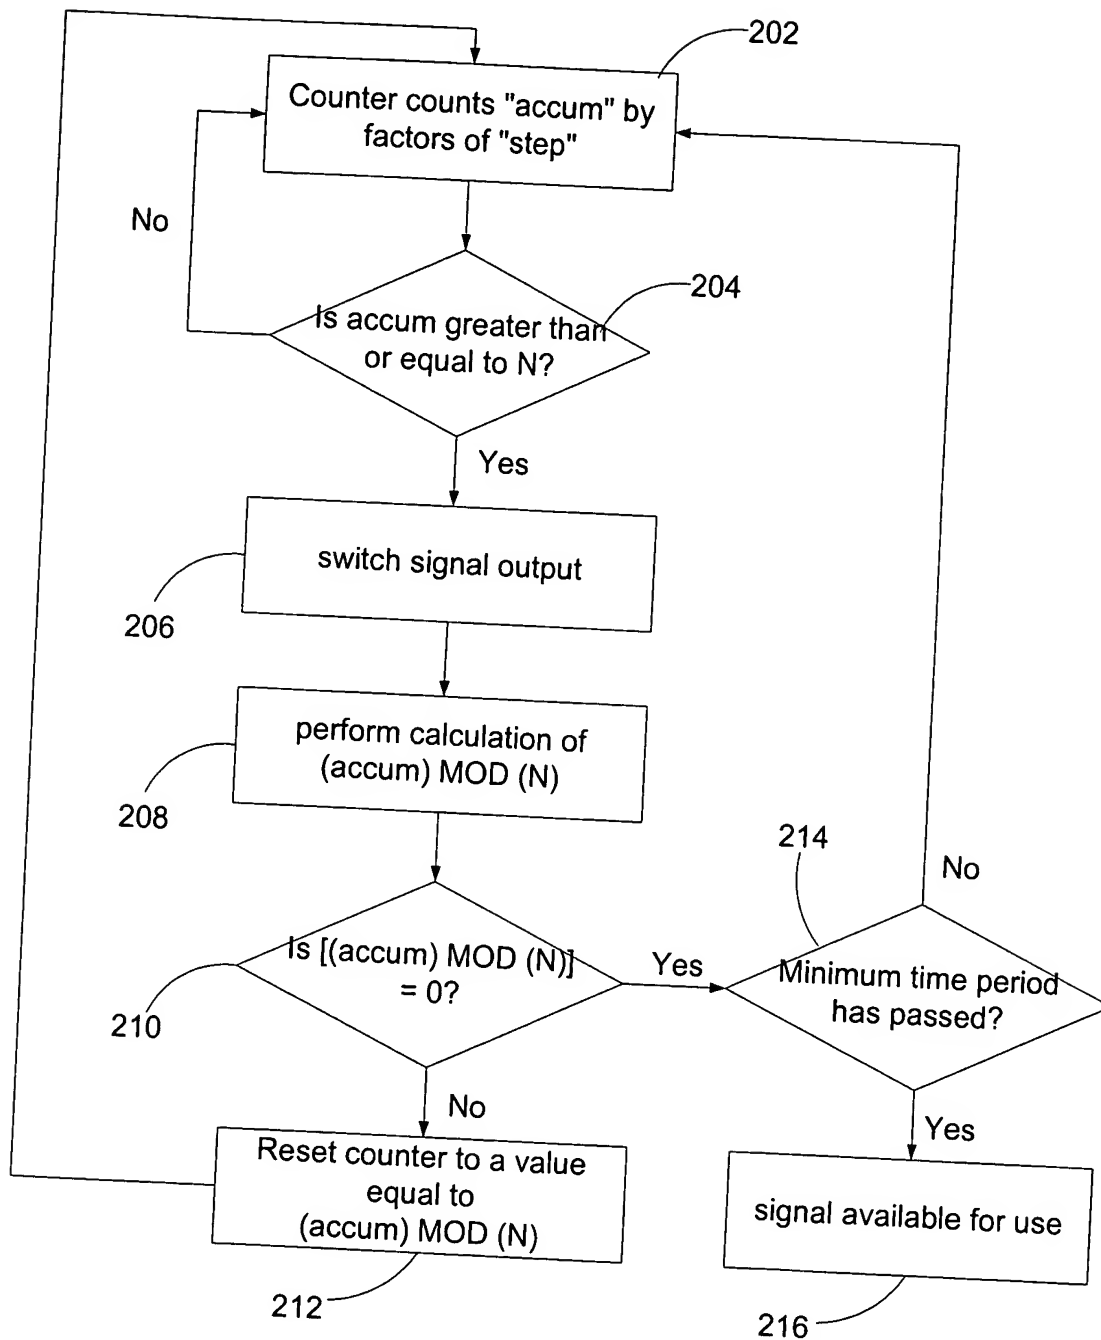 202
Counter counts "accum" by
factors of "step"
No
204
Is accum greater than
or equal to N?
Yes
switch signal output
206
perform calculation of
(accum) MOD (N)
208
214
No
Is [(accum) MOD (N)]
= 0?
Yes
Minimum time period
has passed?
210
No
Yes
Reset counter to a value
equal to
(accum) MOD (N)
signal available for use
212
216